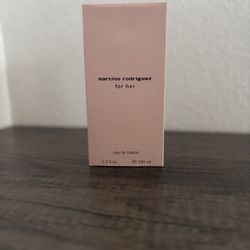 narciso rodriguez
for her
eau de toilette
3.3 fl.oz. ℮ 100 ml